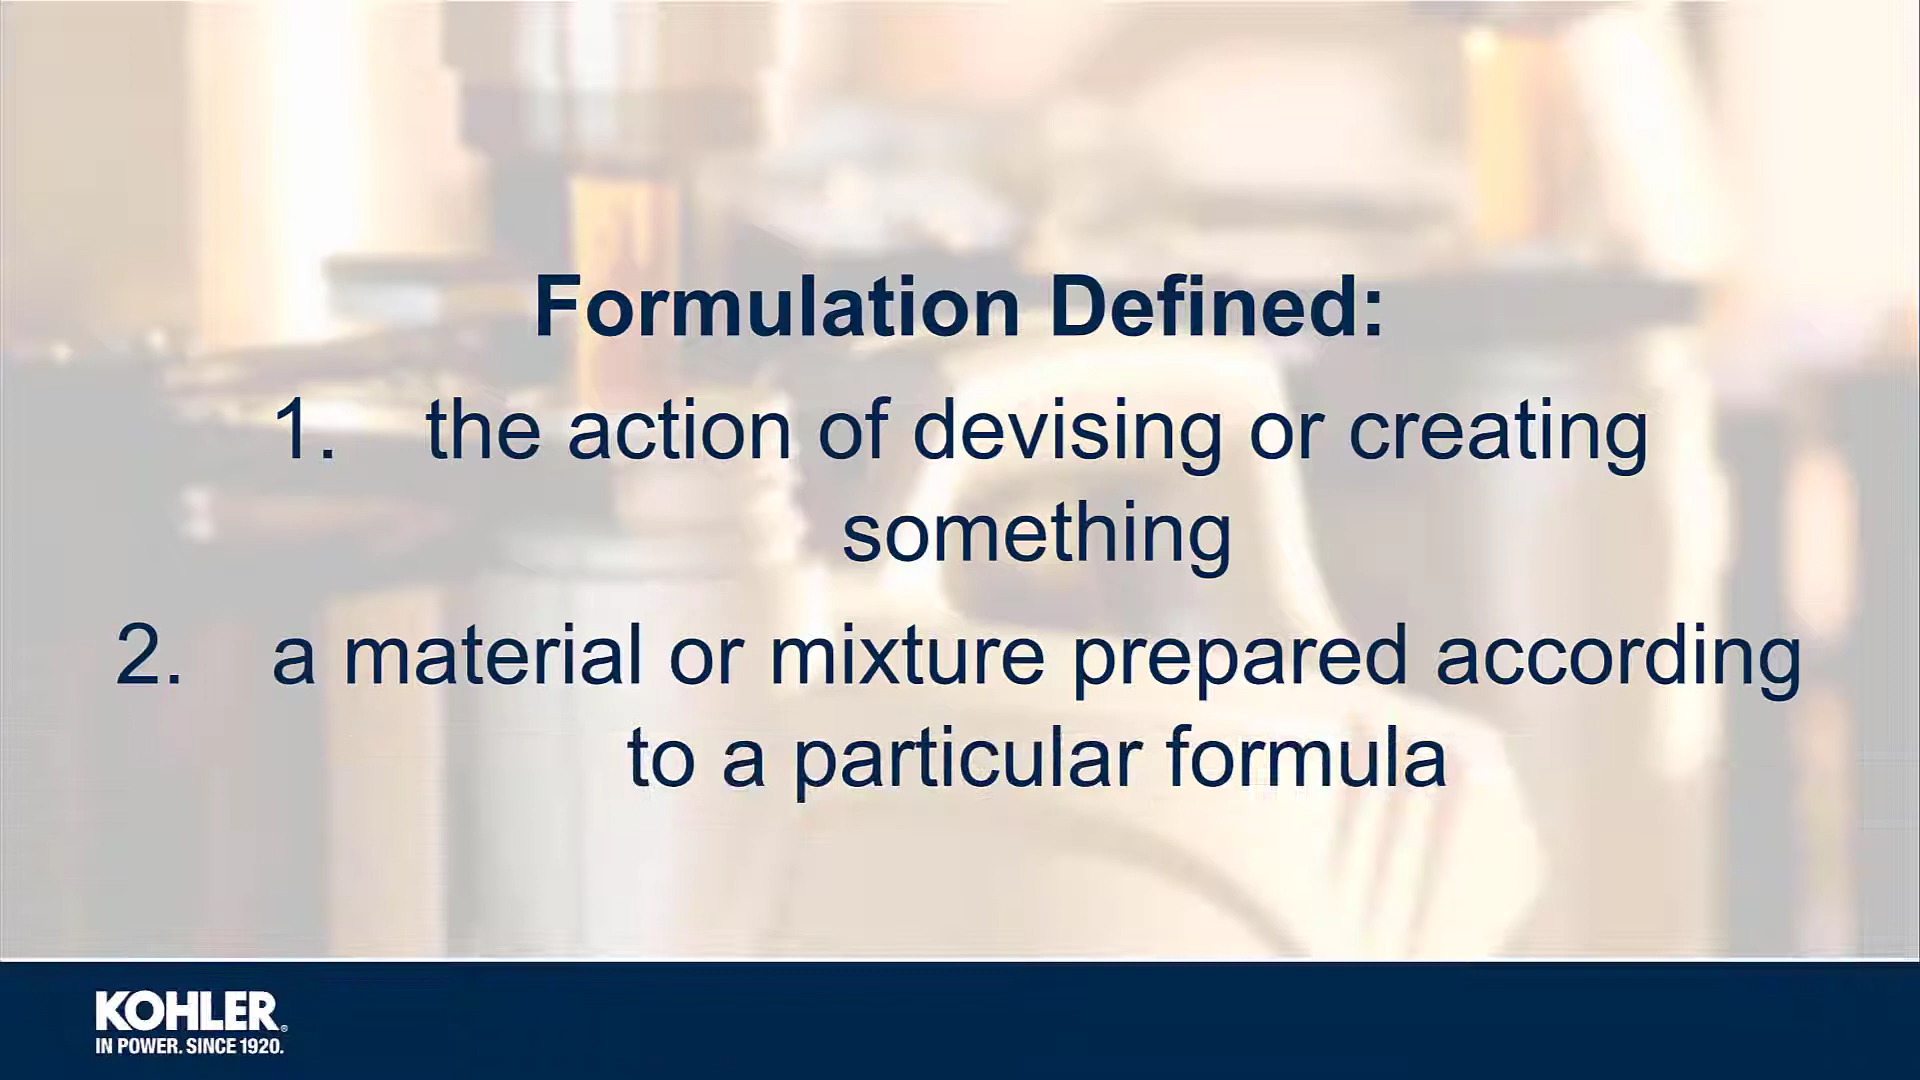 Formulation Defined:
1. the action of devising or creating
something
2. a material or mixture prepared according
to a particular formula
KOHLER®
IN POWER. SINCE 1920.